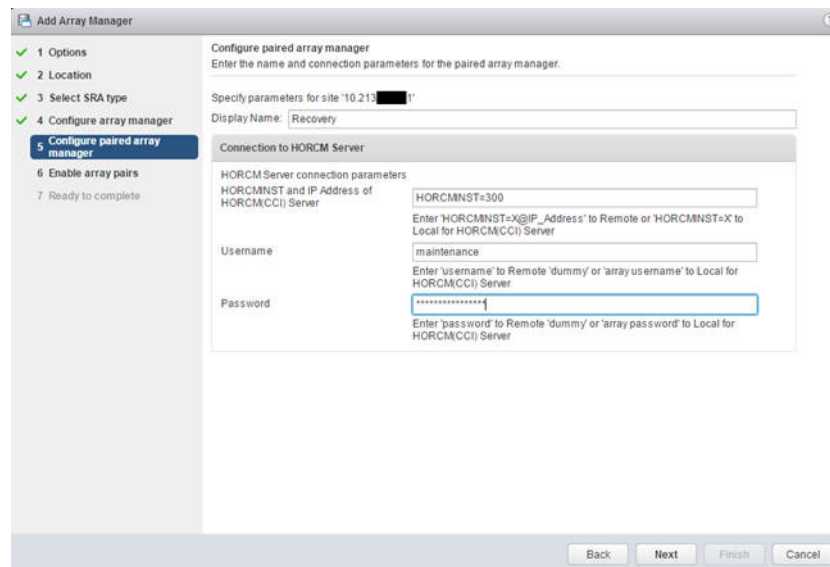 Add Array Manager
1 Options
2 Location
3 Select SRA type
4 Configure array manager
5 Configure paired array
manager
6 Enable array pairs
7 Ready to complete
Configure paired array manager
Enter the name and connection parameters for the paired array manager.
Specify parameters for site '10.213 1'
Display Name: Recovery
Connection to HORCM Server
HORCM Server connection parameters
HORCMINST and IP Address of
HORCM(CCI) Server
HORCMINST=300
Enter 'HORCMINST=X@IP_Address' to Remote or 'HORCMINST=X' to
Local for HORCM(CCI) Server
Username
maintenance
Enter 'username' to Remote 'dummy' or 'array username' to Local for
HORCM(CCI) Server
Password
****************
Enter 'password' to Remote 'dummy' or 'array password' to Local for
HORCM(CCI) Server
Back Next Finish Cancel